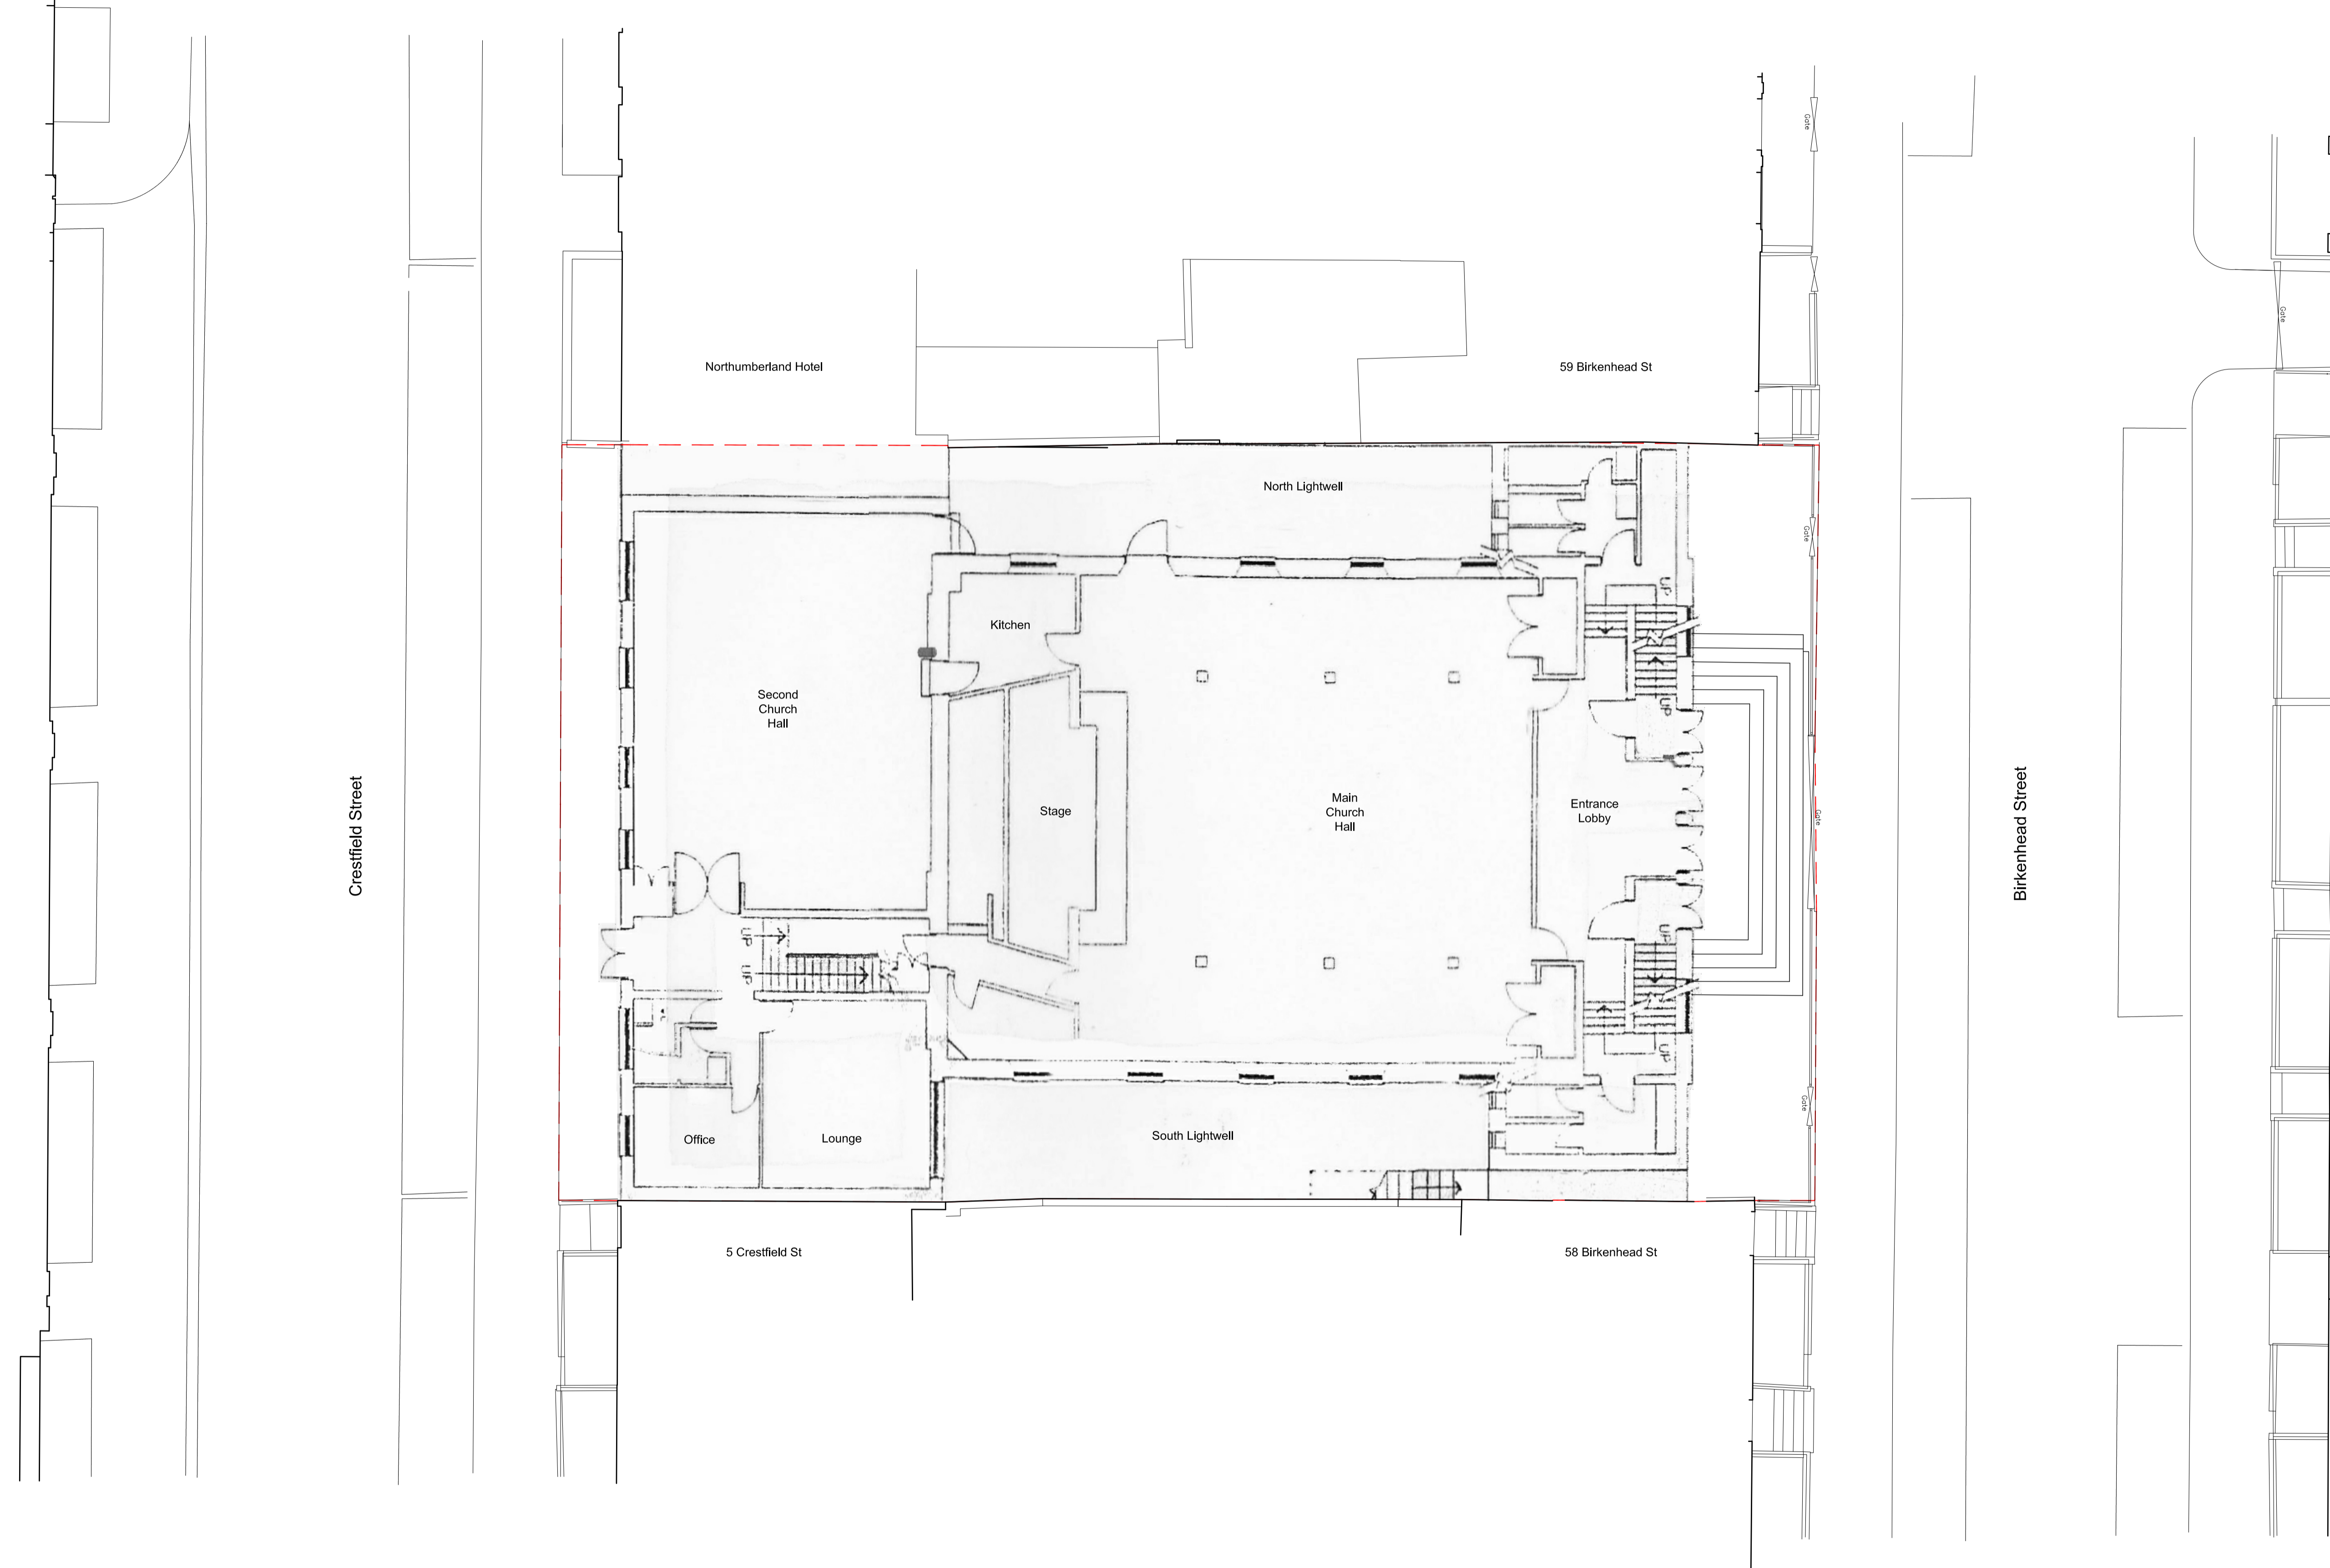 Gate
Gate
Northumberland Hotel
59 Birkenhead St
North Lightwell
Gate
UP
Kitchen
Second
Church
Hall
UP
Stage
Main
Church
Hall
Entrance
Lobby
Gate
Crestfield Street
Birkenhead Street
UP
UP
UP
UP
Office
Lounge
South Lightwell
Gate
5 Crestfield St
58 Birkenhead St